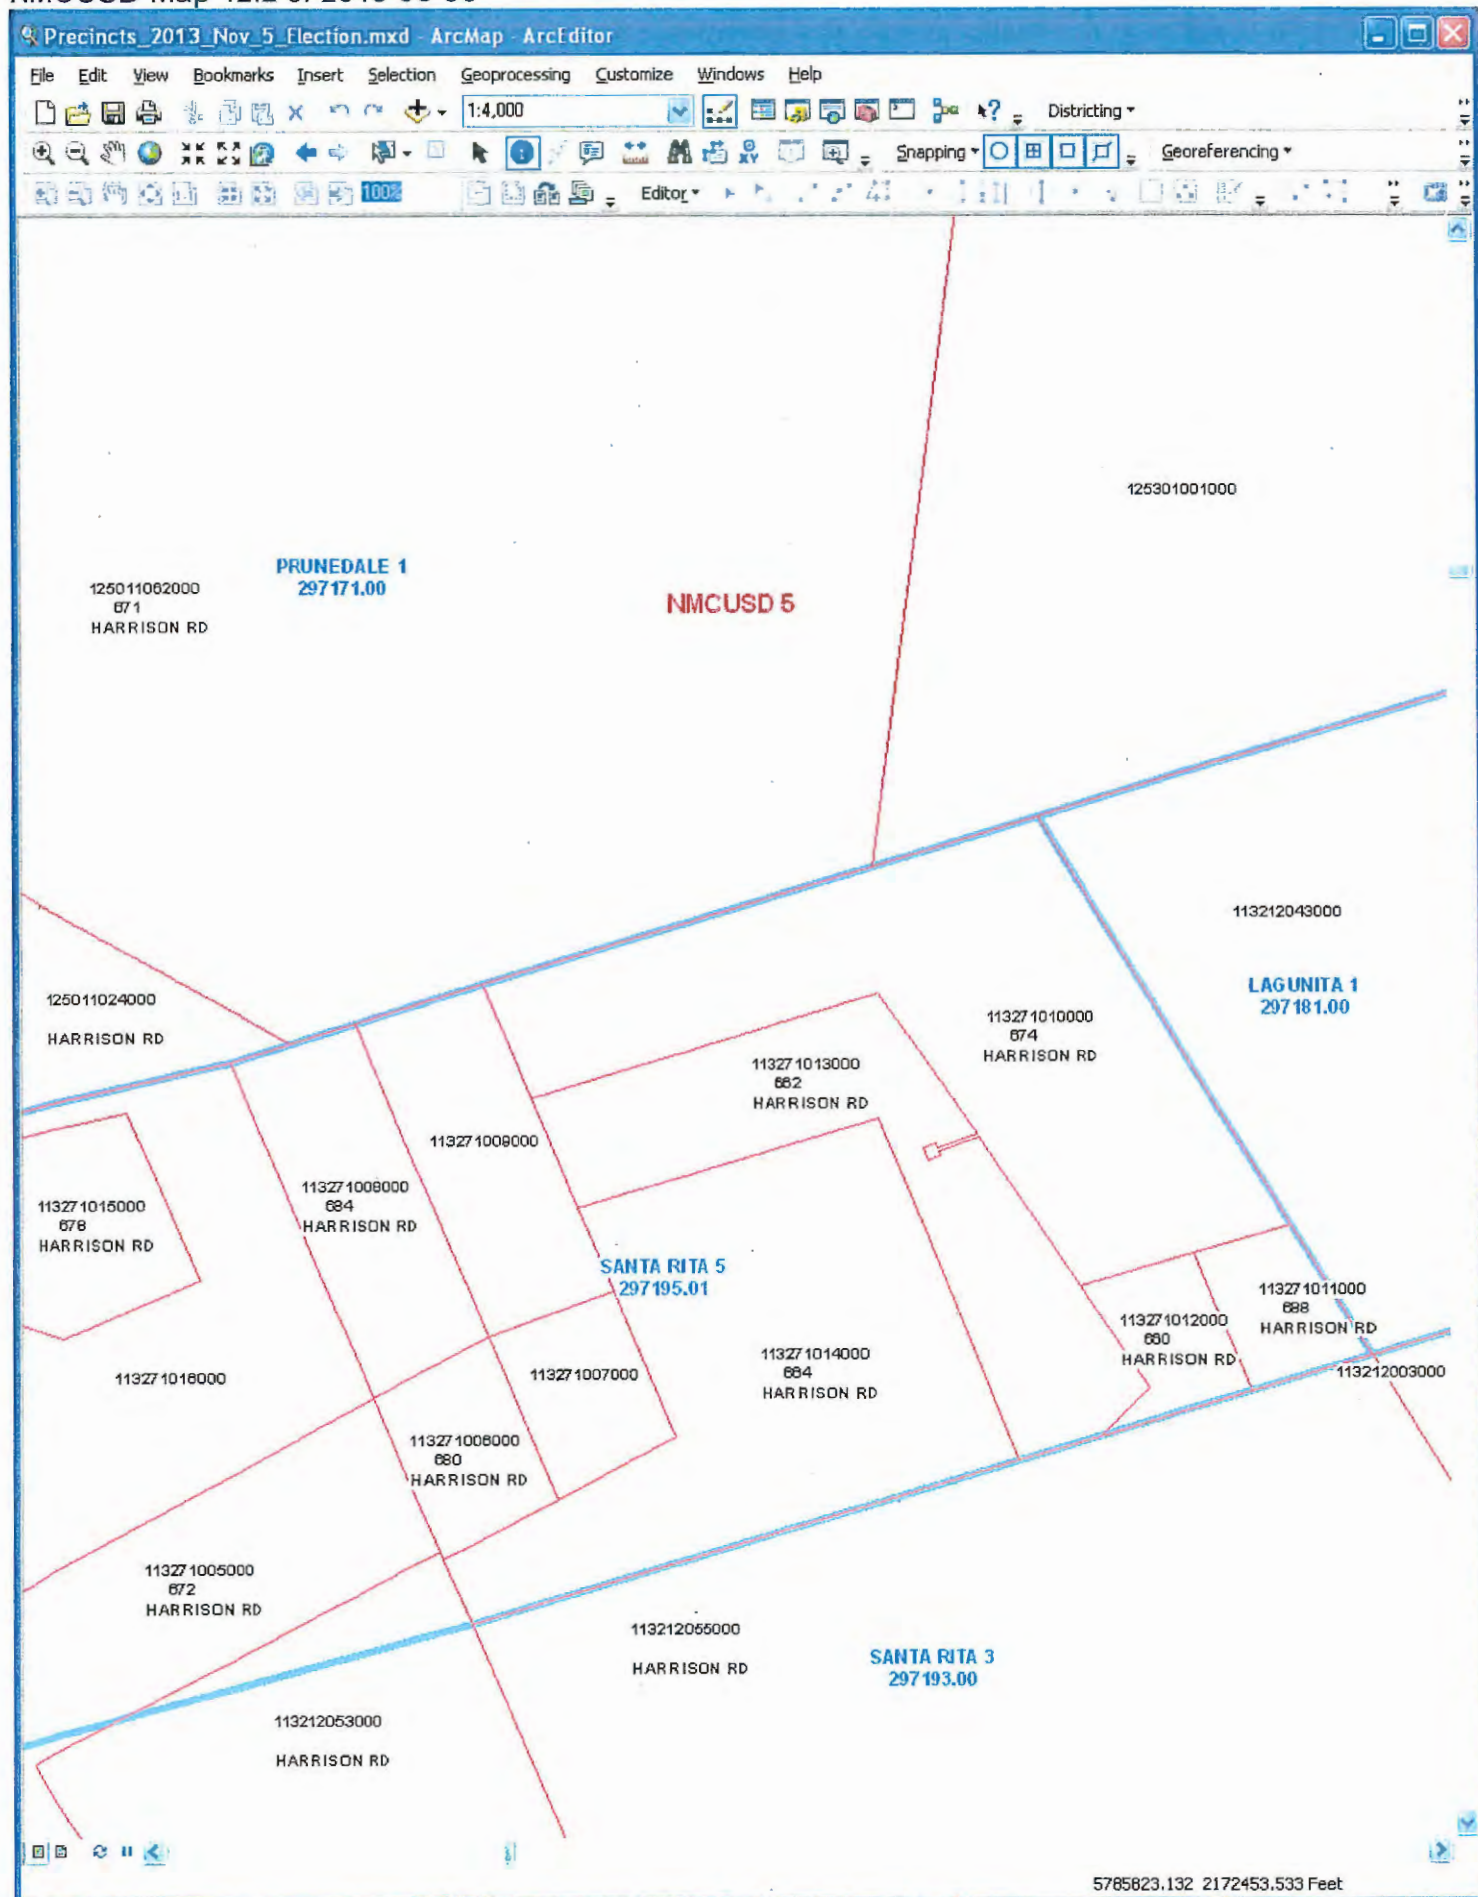 Precincts_2013_Nov_5_Election.mxd - ArcMap - ArcEditor
File Edit View Bookmarks Insert Selection Geoprocessing Customize Windows Help
1:4,000
Districting
Snapping
Georeferencing
100%
Editor
125301001000
PRUNEDALE 1
297171.00
125011062000
671
HARRISON RD
NMCUSD 5
113212043000
LAGUNITA 1
297181.00
125011024000
HARRISON RD
113271010000
674
HARRISON RD
113271013000
662
HARRISON RD
113271009000
113271008000
684
HARRISON RD
113271015000
678
HARRISON RD
SANTA RITA 5
297195.01
113271011000
688
HARRISON RD
113271012000
660
HARRISON RD
113271014000
664
HARRISON RD
113271007000
113212003000
113271016000
113271006000
680
HARRISON RD
113271005000
672
HARRISON RD
113212055000
HARRISON RD
SANTA RITA 3
297193.00
113212053000
HARRISON RD
5785823.132 2172453.533 Feet